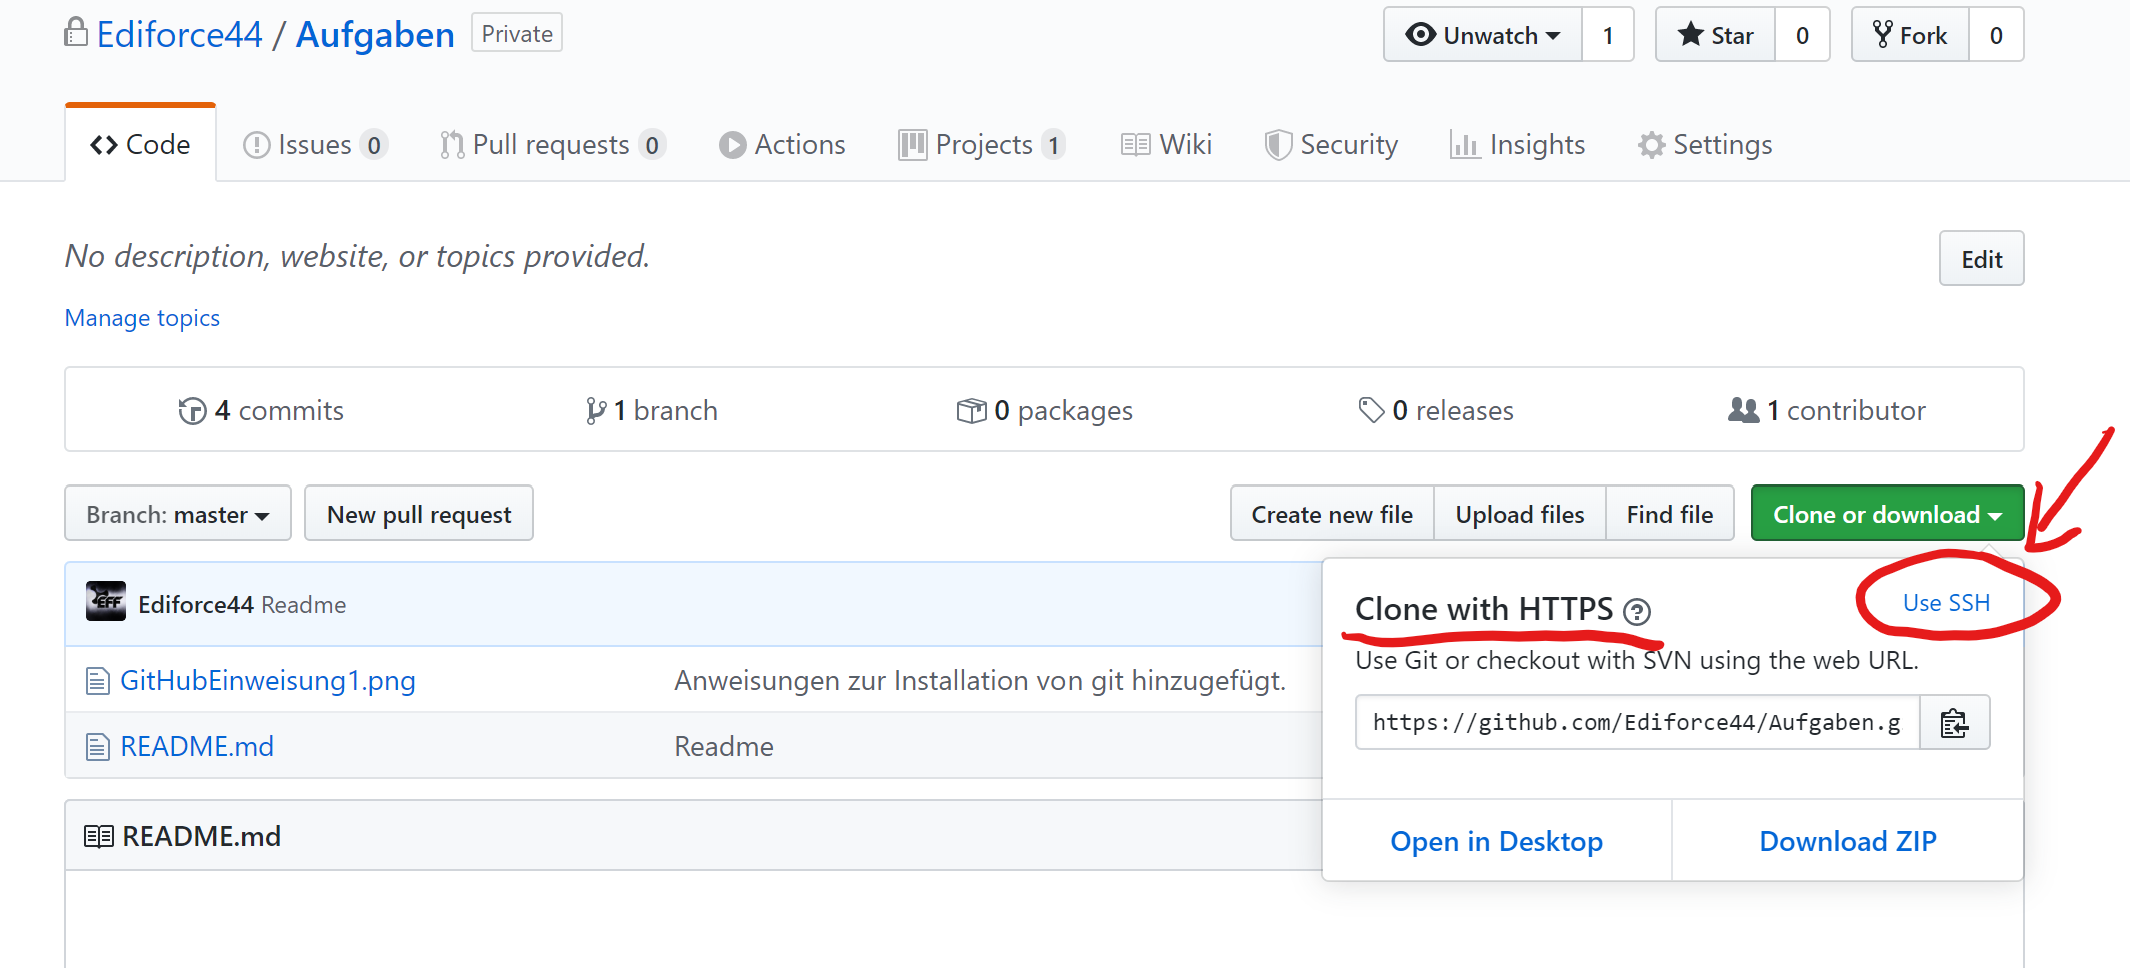 Ediforce44 / Aufgaben Private
Unwatch 1 Star 0 Fork 0
Code Issues 0 Pull requests 0 Actions Projects 1 Wiki Security Insights Settings
No description, website, or topics provided.
Edit
Manage topics
4 commits 1 branch 0 packages 0 releases 1 contributor
Branch: master New pull request Create new file Upload files Find file Clone or download
EFF
Ediforce44 Readme
GitHubEinweisung1.png Anweisungen zur Installation von git hinzugefügt.
README.md Readme
README.md
Clone with HTTPS ?
Use SSH
Use Git or checkout with SVN using the web URL.
https://github.com/Ediforce44/Aufgaben.g
Open in Desktop Download ZIP